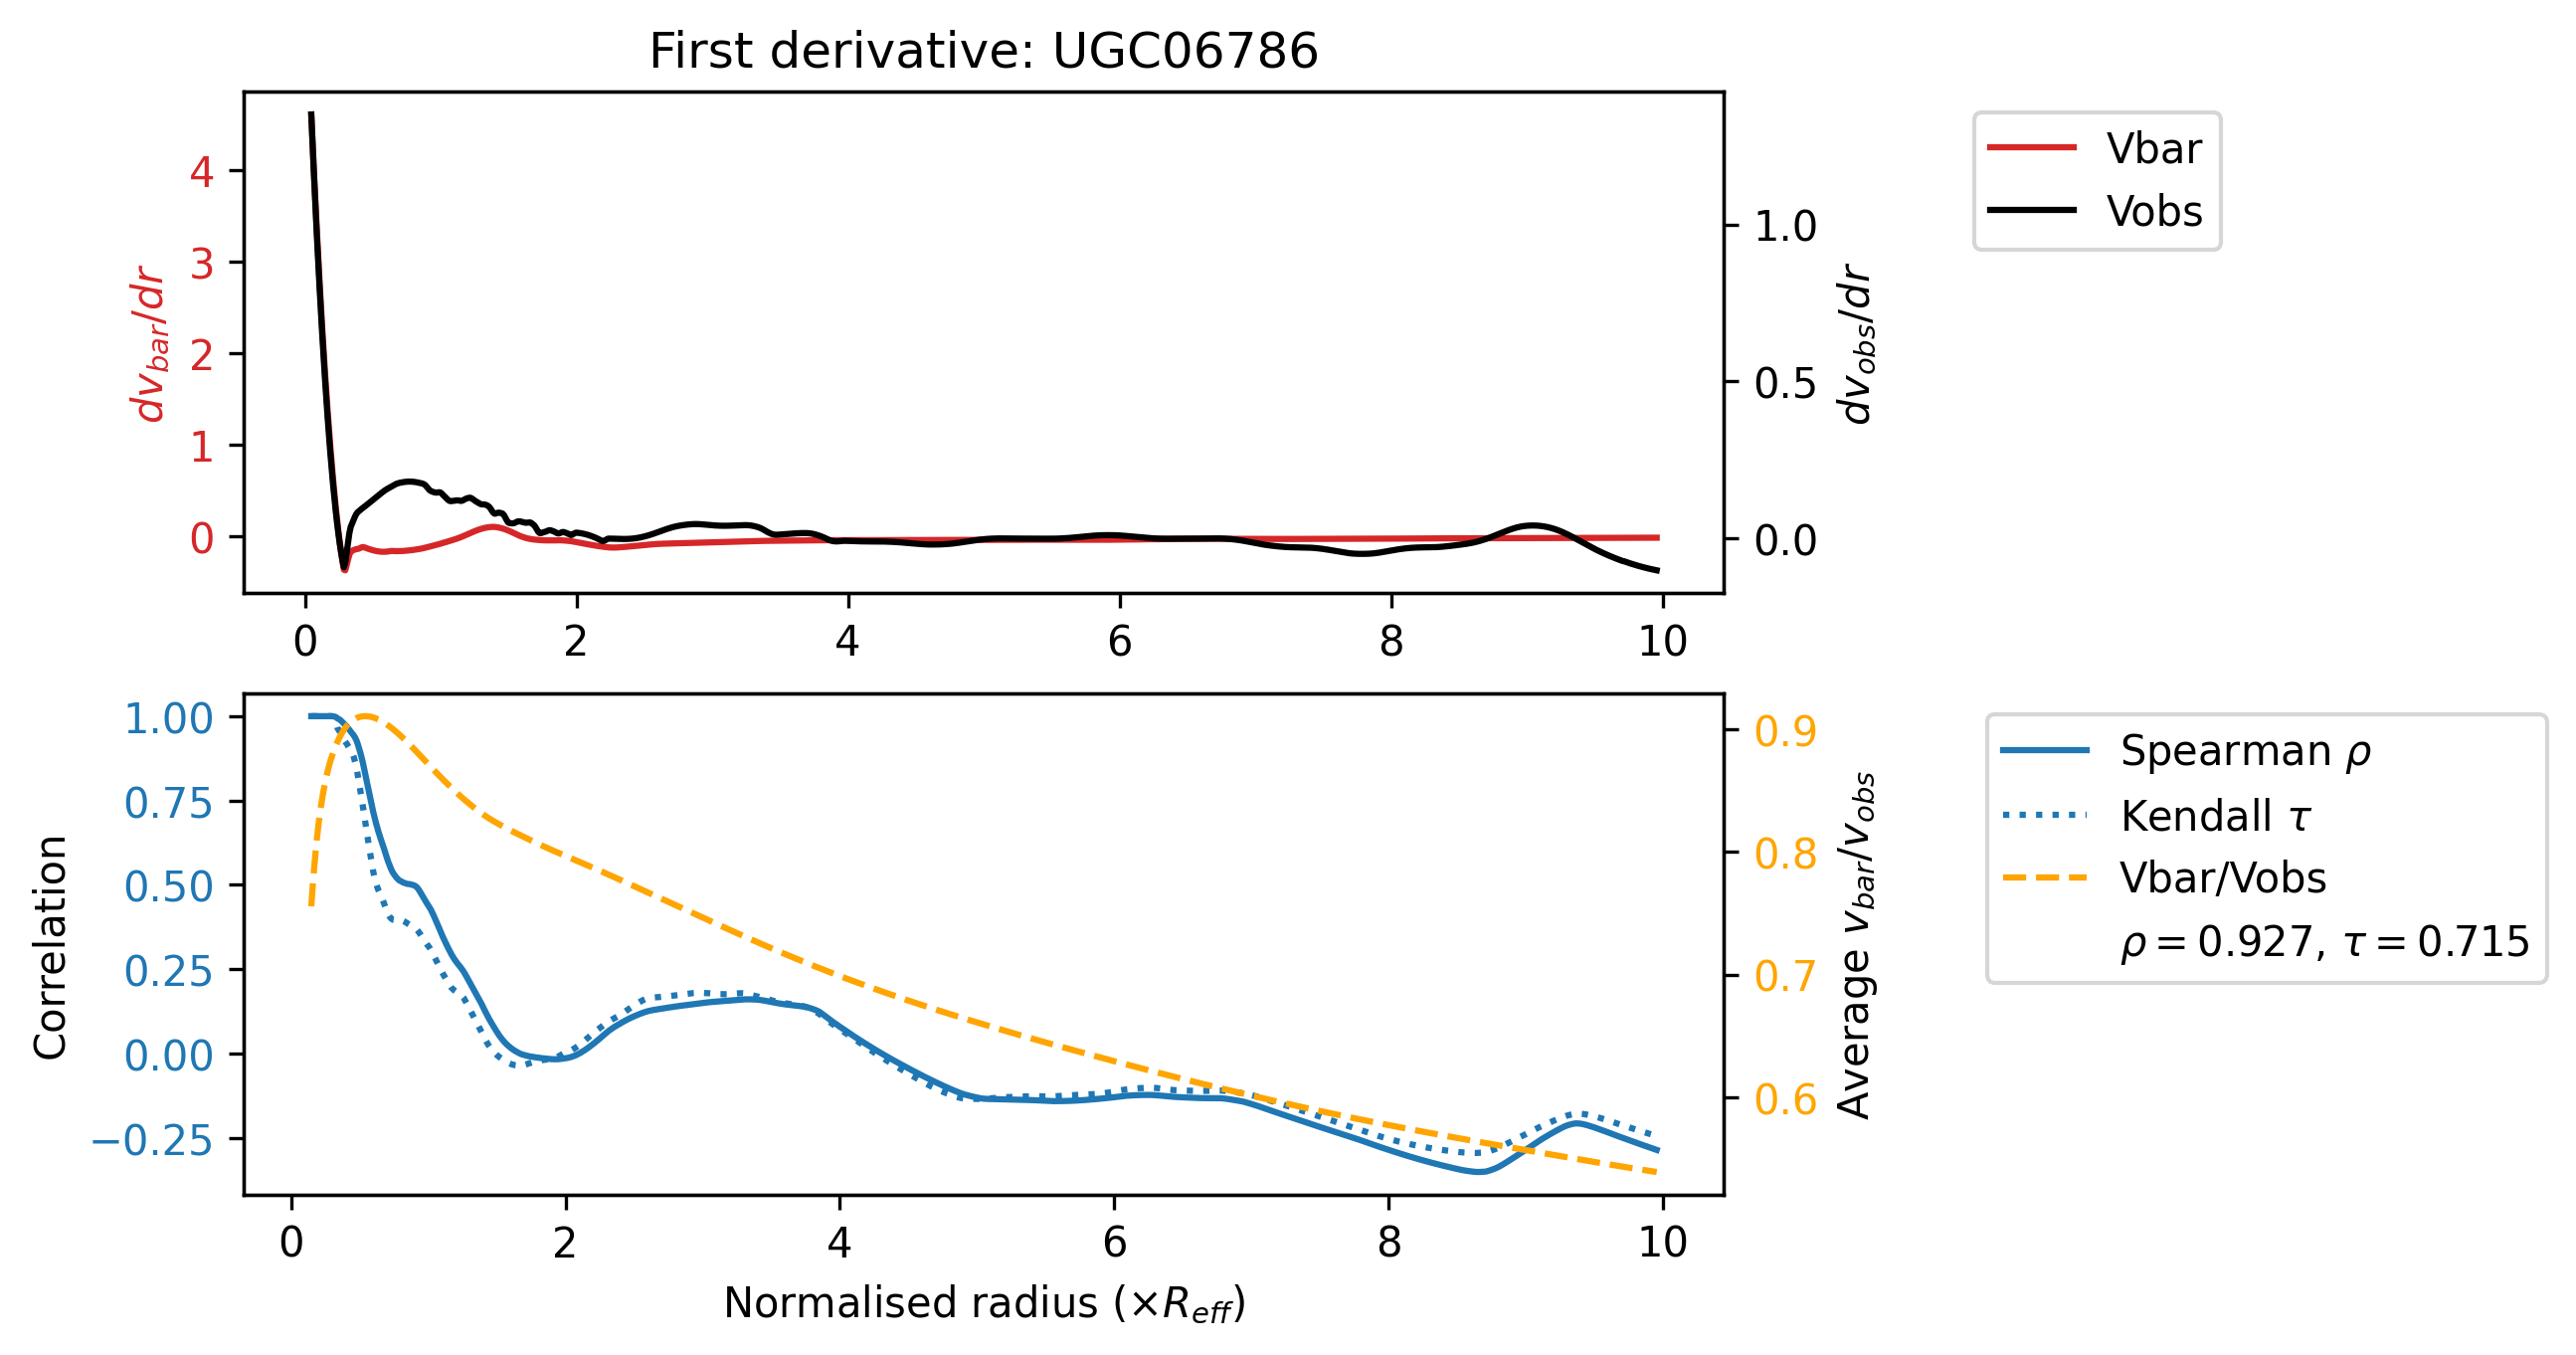 First derivative: UGC06786
4
3
2
1
0
dv_bar/dr
1.0
0.5
0.0
dv_obs/dr
0 2 4 6 8 10
Vbar
Vobs
1.00
0.75
0.50
0.25
0.00
−0.25
Correlation
0.9
0.8
0.7
0.6
Average v_bar/v_obs
0 2 4 6 8 10
Normalised radius (×R_eff)
Spearman ρ
Kendall τ
Vbar/Vobs
ρ = 0.927, τ = 0.715